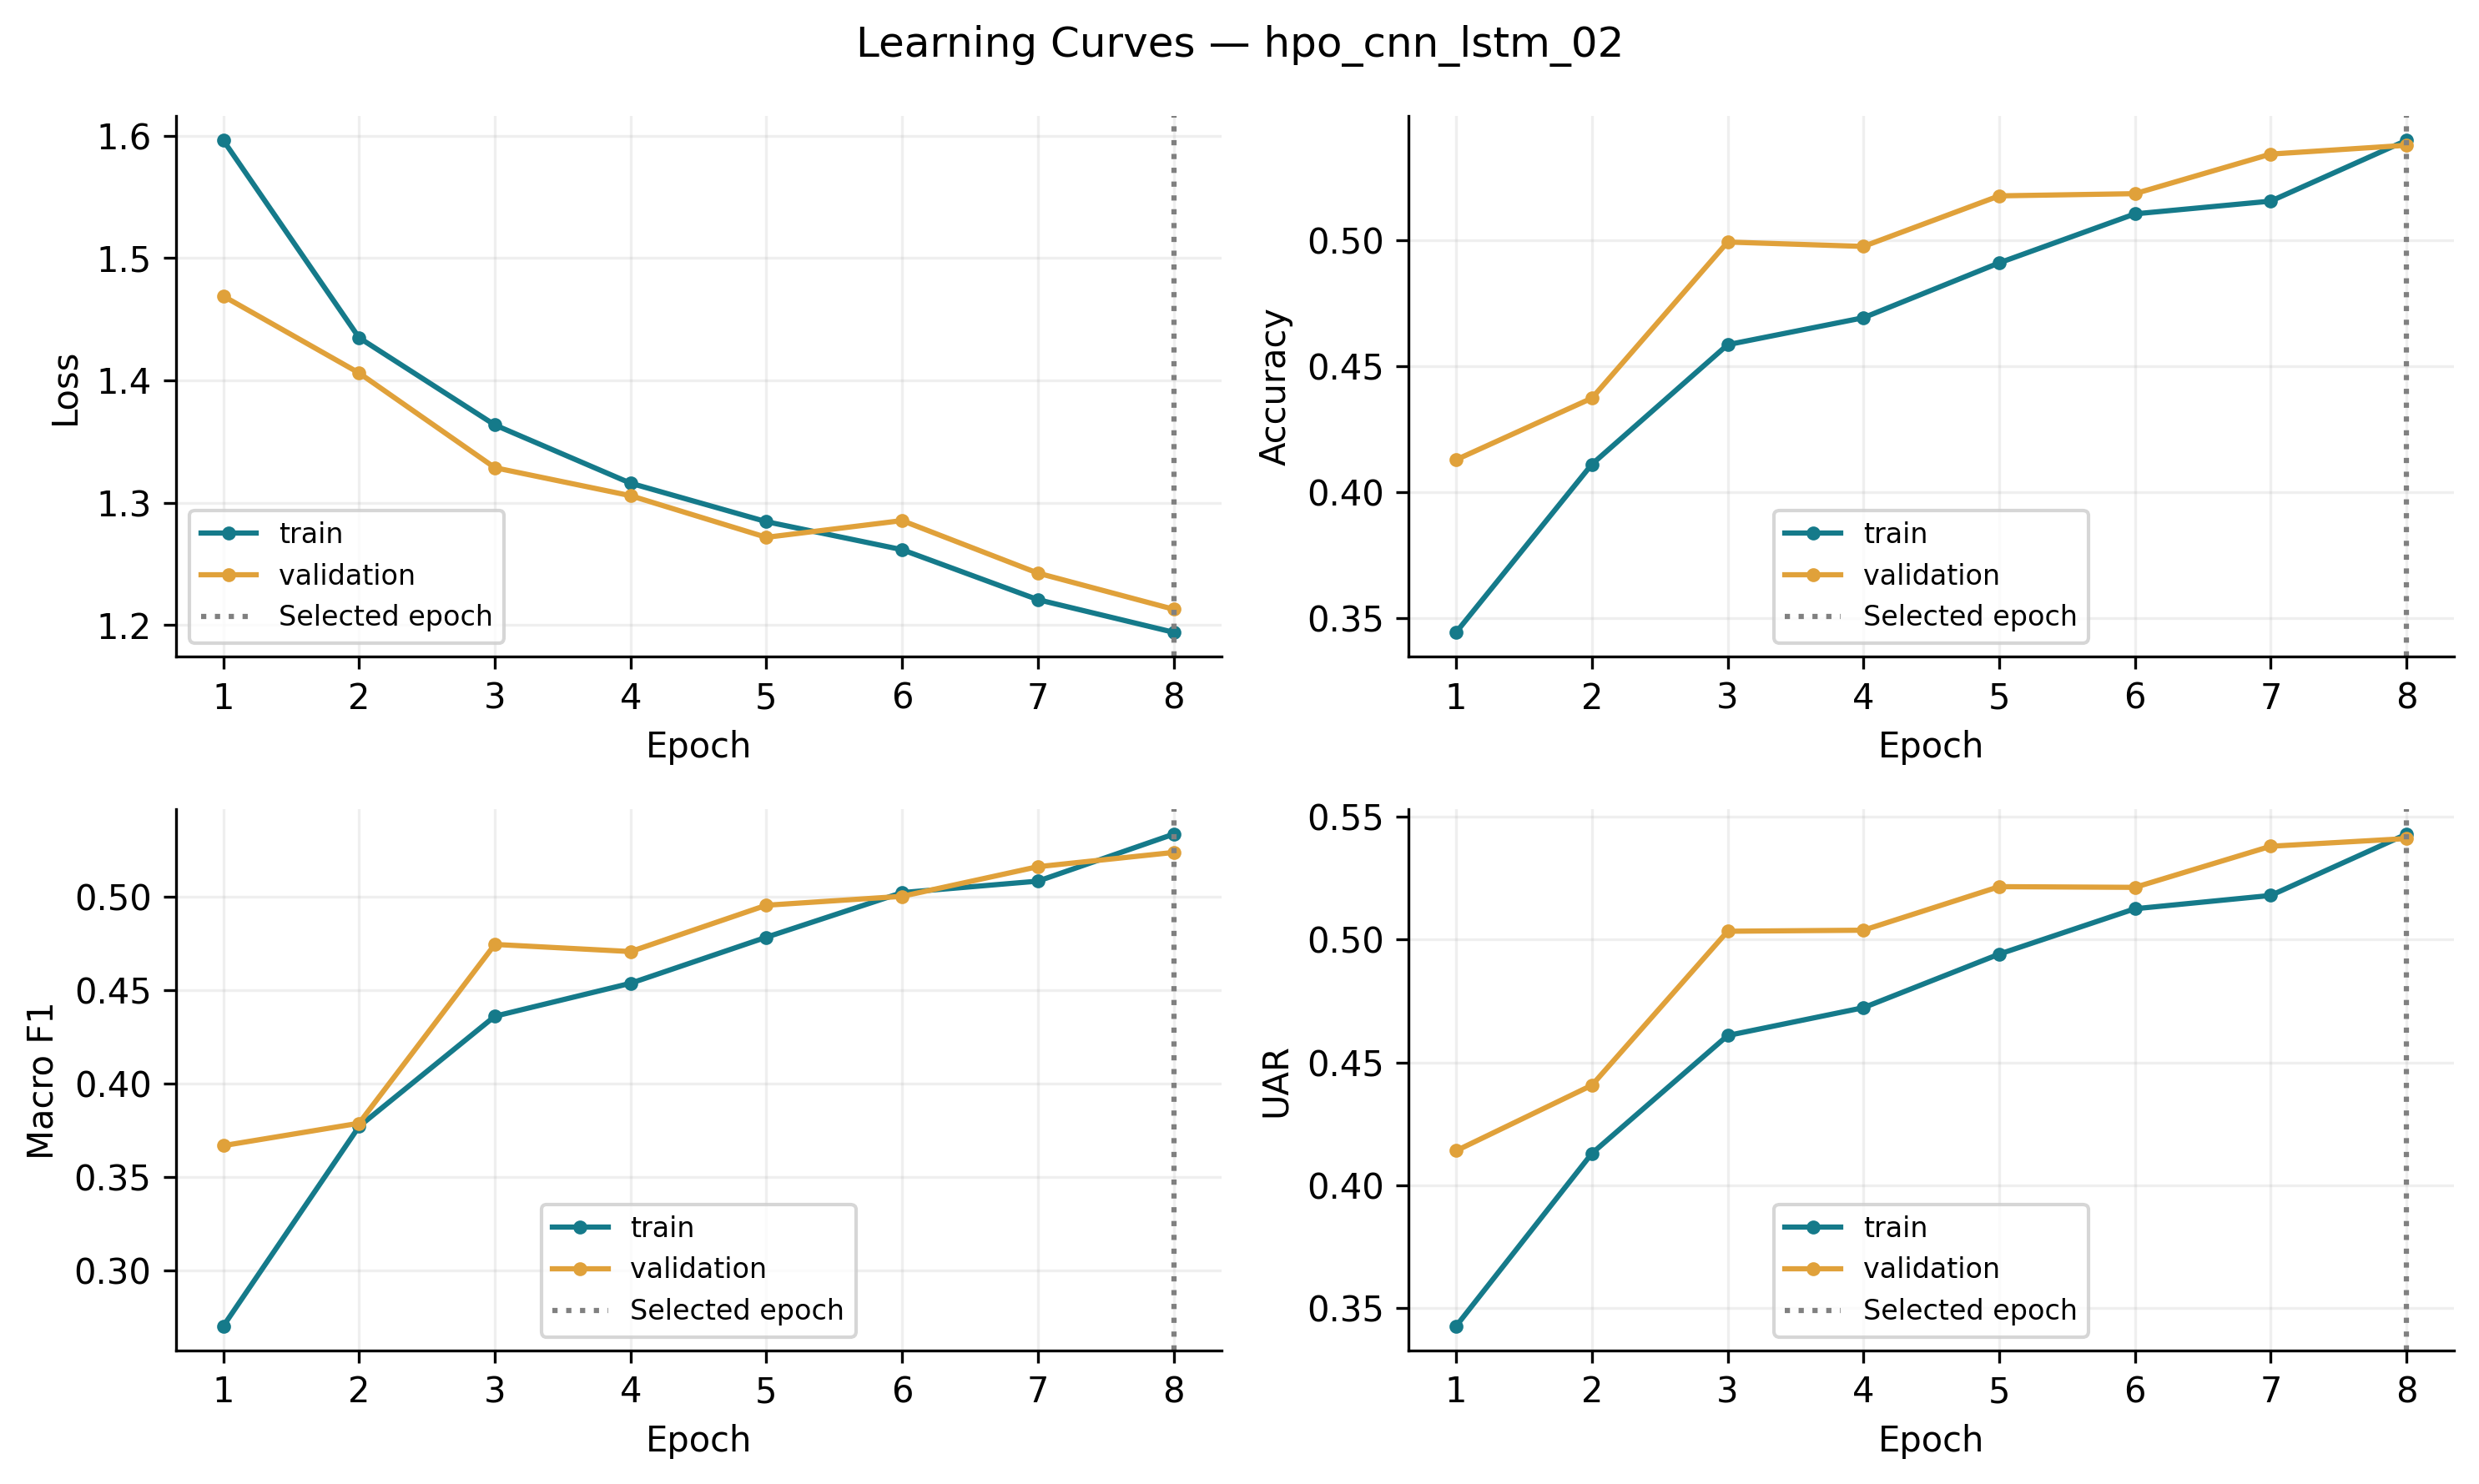 Learning Curves — hpo_cnn_lstm_02
1.6
1.5
1.4
1.3
1.2
Loss
train
validation
Selected epoch
1 2 3 4 5 6 7 8
Epoch
0.50
0.45
0.40
0.35
Accuracy
train
validation
Selected epoch
1 2 3 4 5 6 7 8
Epoch
0.50
0.45
0.40
0.35
0.30
Macro F1
train
validation
Selected epoch
1 2 3 4 5 6 7 8
Epoch
0.55
0.50
0.45
0.40
0.35
UAR
train
validation
Selected epoch
1 2 3 4 5 6 7 8
Epoch